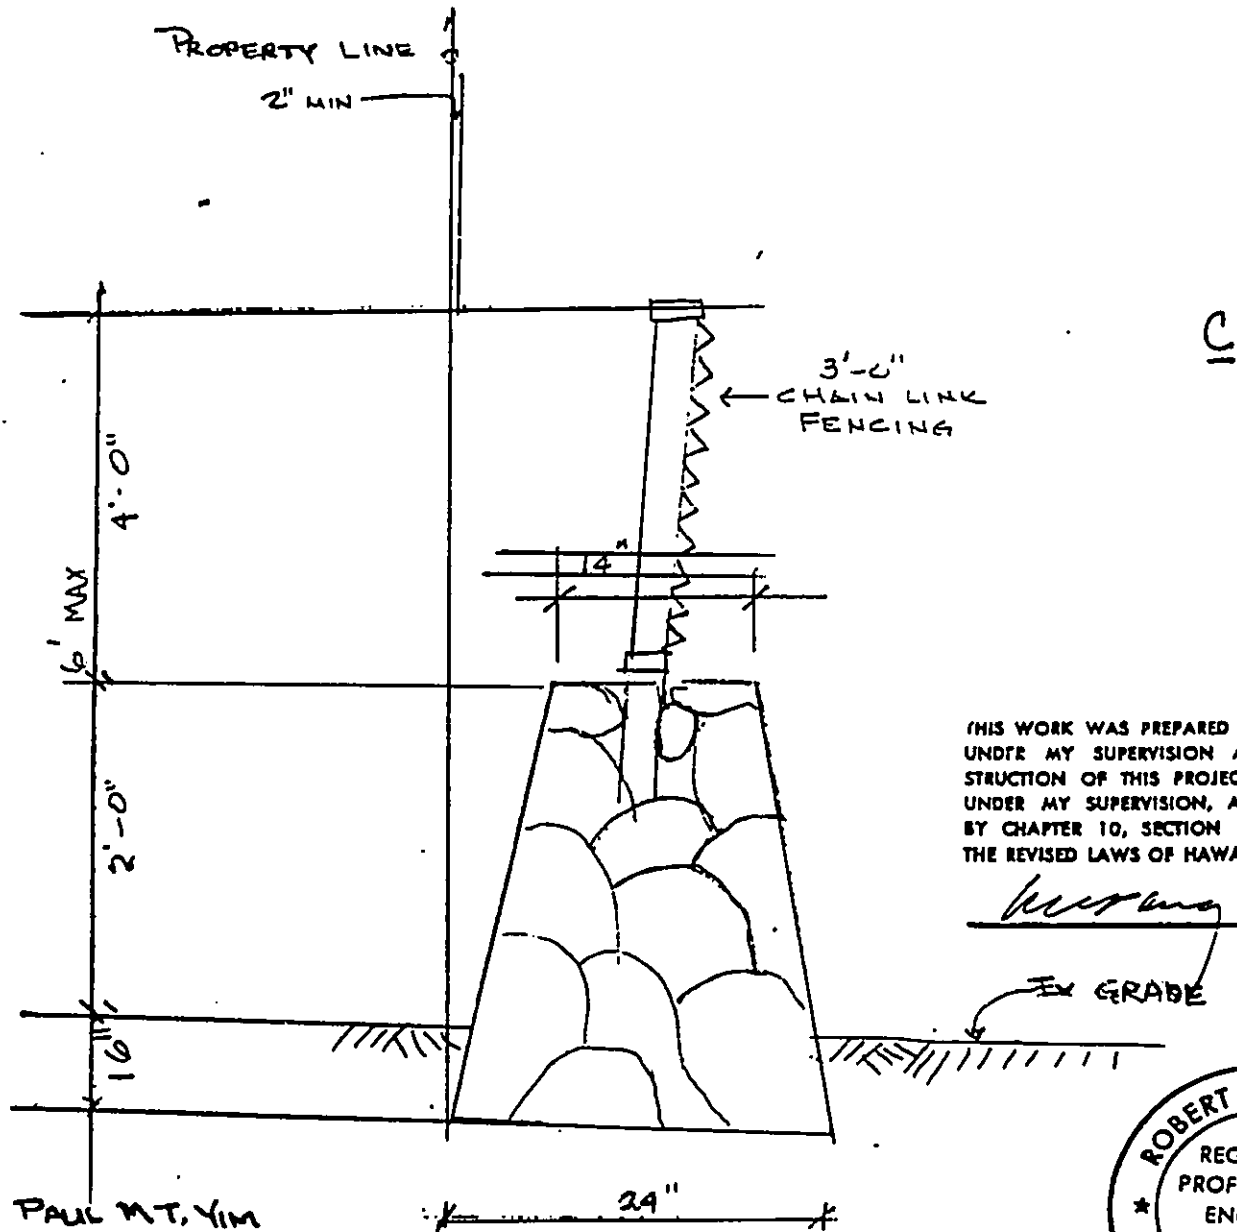 PROPERTY LINE
2" MIN
C
3'-0"
CHAIN LINK
FENCING
4'-0"
4"
6' MAX
2'-0"
THIS WORK WAS PREPARED
UNDER MY SUPERVISION A
STRUCTION OF THIS PROJEC
UNDER MY SUPERVISION, A
BY CHAPTER 10, SECTION
THE REVISED LAWS OF HAWA
EX GRADE
16"
ROBERT
REG
PROF
ENG
PAUL M.T. YIM
24"